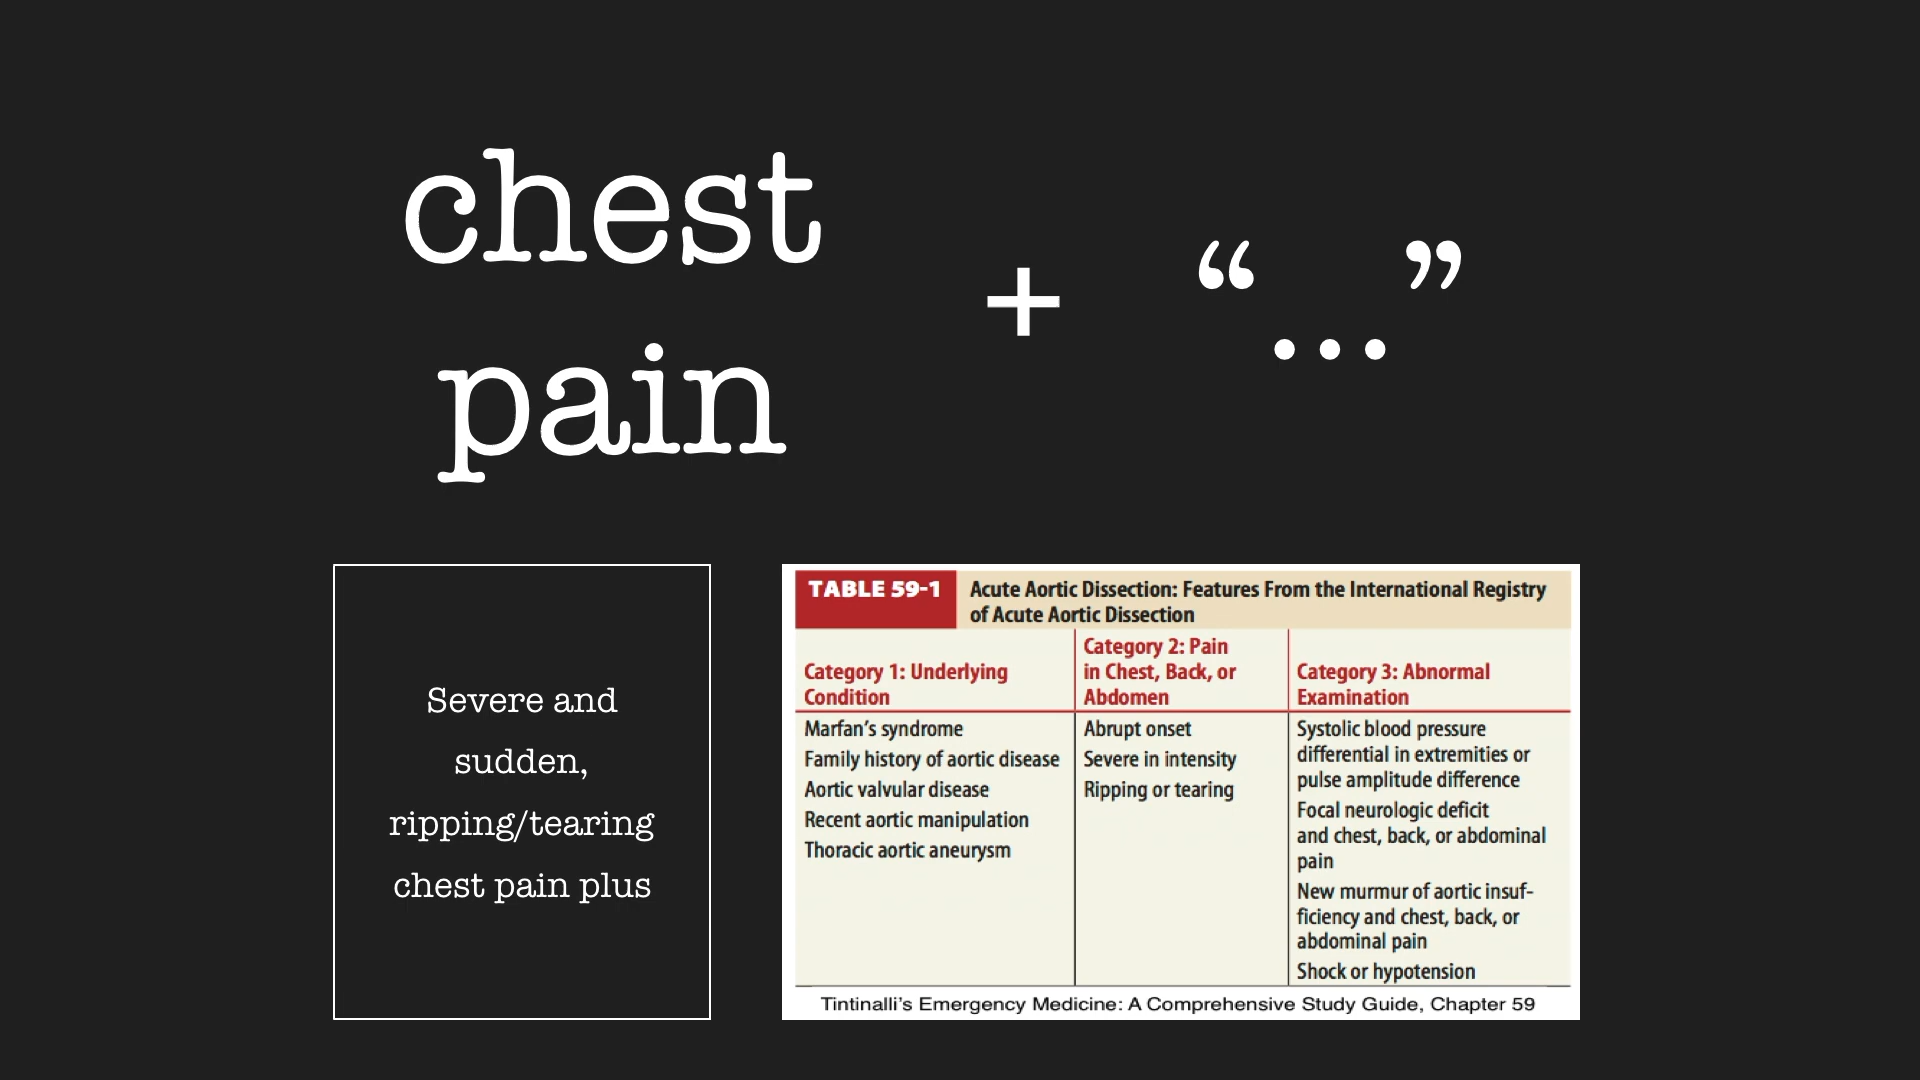 chest
pain
+
“...”
Severe and
sudden,
ripping/tearing
chest pain plus
TABLE 59-1
Acute Aortic Dissection: Features From the International Registry
of Acute Aortic Dissection
Category 1: Underlying
Condition
Marfan’s syndrome
Family history of aortic disease
Aortic valvular disease
Recent aortic manipulation
Thoracic aortic aneurysm
Category 2: Pain
in Chest, Back, or
Abdomen
Abrupt onset
Severe in intensity
Ripping or tearing
Category 3: Abnormal
Examination
Systolic blood pressure
differential in extremities or
pulse amplitude difference
Focal neurologic deficit
and chest, back, or abdominal
pain
New murmur of aortic insuf-
ficiency and chest, back, or
abdominal pain
Shock or hypotension
Tintinalli’s Emergency Medicine: A Comprehensive Study Guide, Chapter 59